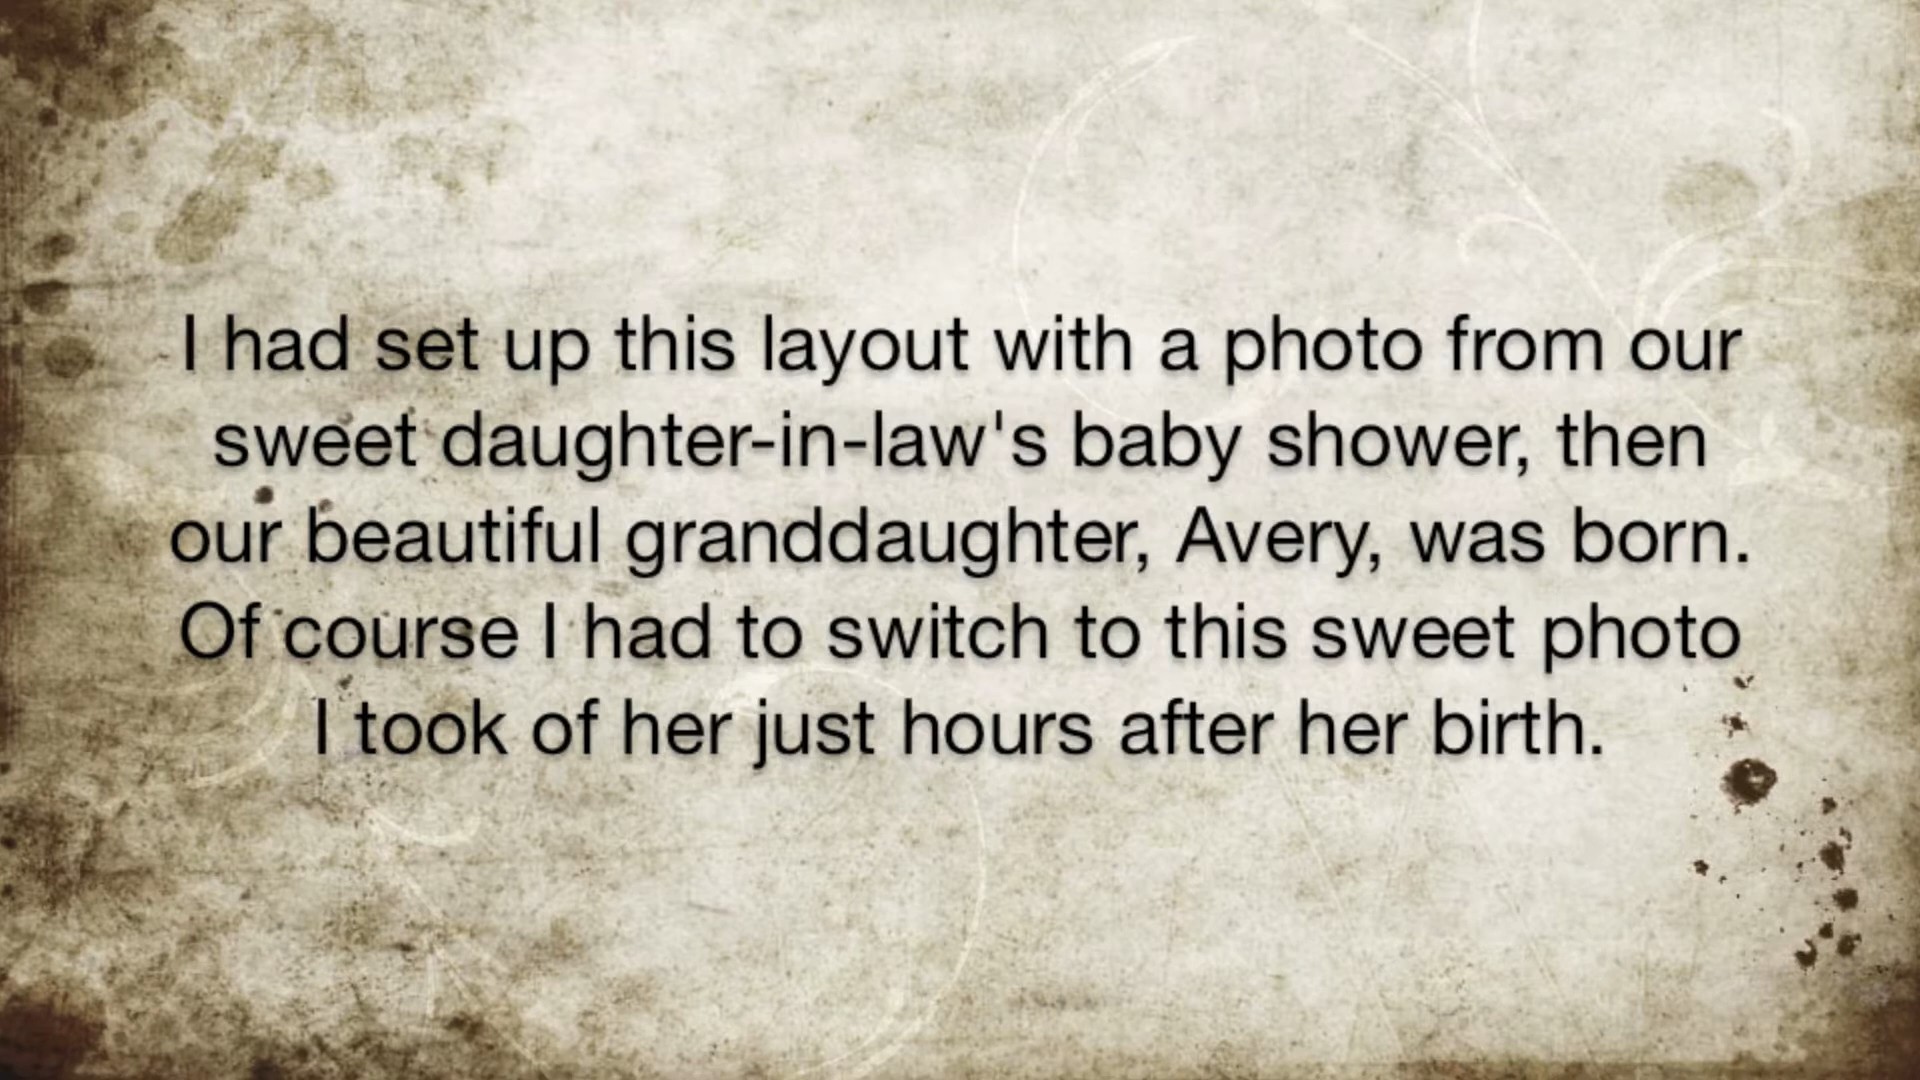 I had set up this layout with a photo from our
sweet daughter-in-law's baby shower, then
our beautiful granddaughter, Avery, was born.
Of course I had to switch to this sweet photo
I took of her just hours after her birth.